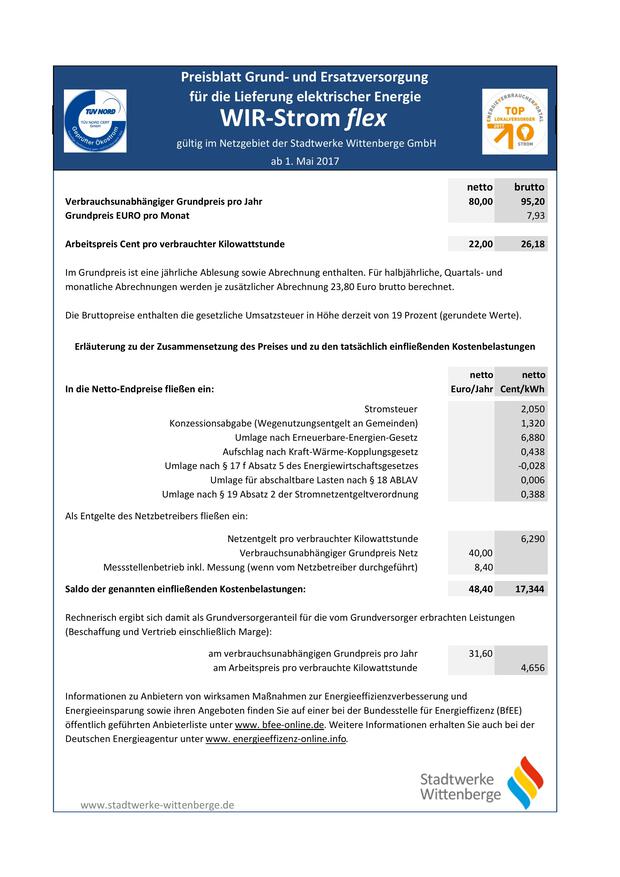 Preisblatt Grund- und Ersatzversorgung
für die Lieferung elektrischer Energie
WIR-Strom flex
gültig im Netzgebiet der Stadtwerke Wittenberge GmbH
ab 1. Mai 2017
TÜV NORD
TÜV NORD CERT
GmbH
Geprüfter Ökostrom
ENERGIEVERBRAUCHERPORTAL
TOP
LOKALVERSORGER
2017
STROM
netto brutto
Verbrauchsunabhängiger Grundpreis pro Jahr 80,00 95,20
Grundpreis EURO pro Monat 7,93
Arbeitspreis Cent pro verbrauchter Kilowattstunde 22,00 26,18
Im Grundpreis ist eine jährliche Ablesung sowie Abrechnung enthalten. Für halbjährliche, Quartals- und
monatliche Abrechnungen werden je zusätzlicher Abrechnung 23,80 Euro brutto berechnet.
Die Bruttopreise enthalten die gesetzliche Umsatzsteuer in Höhe derzeit von 19 Prozent (gerundete Werte).
Erläuterung zu der Zusammensetzung des Preises und zu den tatsächlich einfließenden Kostenbelastungen
netto netto
In die Netto-Endpreise fließen ein: Euro/Jahr Cent/kWh
Stromsteuer 2,050
Konzessionsabgabe (Wegenutzungsentgelt an Gemeinden) 1,320
Umlage nach Erneuerbare-Energien-Gesetz 6,880
Aufschlag nach Kraft-Wärme-Kopplungsgesetz 0,438
Umlage nach § 17 f Absatz 5 des Energiewirtschaftsgesetzes -0,028
Umlage für abschaltbare Lasten nach § 18 ABLAV 0,006
Umlage nach § 19 Absatz 2 der Stromnetzentgeltverordnung 0,388
Als Entgelte des Netzbetreibers fließen ein:
Netzentgelt pro verbrauchter Kilowattstunde 6,290
Verbrauchsunabhängiger Grundpreis Netz 40,00
Messstellenbetrieb inkl. Messung (wenn vom Netzbetreiber durchgeführt) 8,40
Saldo der genannten einfließenden Kostenbelastungen: 48,40 17,344
Rechnerisch ergibt sich damit als Grundversorgeranteil für die vom Grundversorger erbrachten Leistungen
(Beschaffung und Vertrieb einschließlich Marge):
am verbrauchsunabhängigen Grundpreis pro Jahr 31,60
am Arbeitspreis pro verbrauchte Kilowattstunde 4,656
Informationen zu Anbietern von wirksamen Maßnahmen zur Energieeffizienzverbesserung und
Energieeinsparung sowie ihren Angeboten finden Sie auf einer bei der Bundesstelle für Energieeffizienz (BfEE)
öffentlich geführten Anbieterliste unter www. bfee-online.de. Weitere Informationen erhalten Sie auch bei der
Deutschen Energieagentur unter www. energieeffizenz-online.info.
Stadtwerke
Wittenberge
www.stadtwerke-wittenberge.de